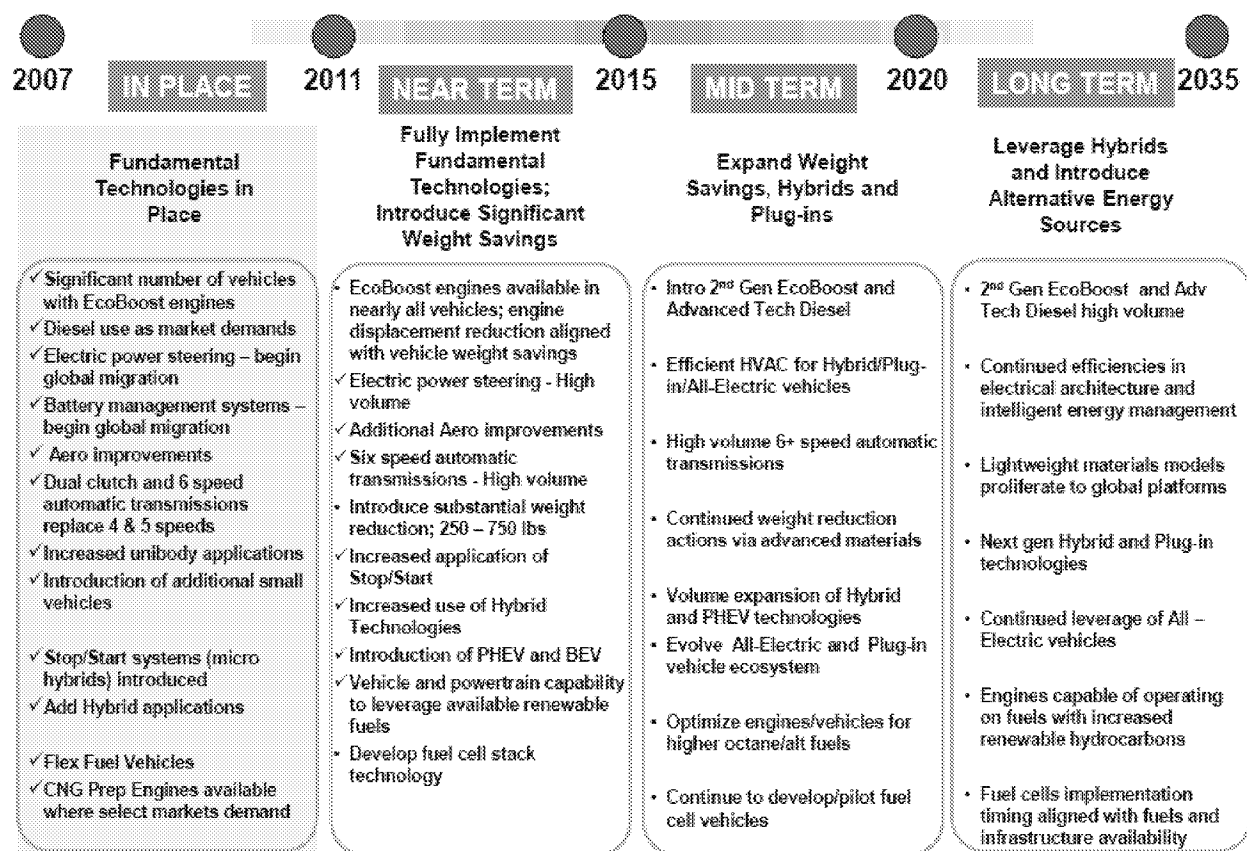 2007
IN PLACE
2011
NEAR TERM
2015
MID TERM
2020
LONG TERM
2035
Fundamental
Technologies in
Place
✓Significant number of vehicles
with EcoBoost engines
✓Diesel use as market demands
✓Electric power steering – begin
global migration
✓Battery management systems –
begin global migration
✓ Aero improvements
✓Dual clutch and 6 speed
automatic transmissions
replace 4 & 5 speeds
✓Increased unibody applications
✓Introduction of additional small
vehicles
✓Stop/Start systems (micro
hybrids) introduced
✓Add Hybrid applications
✓Flex Fuel Vehicles
✓CNG Prep Engines available
where select markets demand
Fully Implement
Fundamental
Technologies;
Introduce Significant
Weight Savings
• EcoBoost engines available in
nearly all vehicles; engine
displacement reduction aligned
with vehicle weight savings
✓Electric power steering - High
volume
✓Additional Aero improvements
✓Six speed automatic
transmissions - High volume
• Introduce substantial weight
reduction; 250 – 750 lbs
✓Increased application of
Stop/Start
✓Increased use of Hybrid
Technologies
✓Introduction of PHEV and BEV
✓Vehicle and powertrain capability
to leverage available renewable
fuels
• Develop fuel cell stack
technology
Expand Weight
Savings, Hybrids and
Plug-ins
• Intro 2nd Gen EcoBoost and
Advanced Tech Diesel
• Efficient HVAC for Hybrid/Plug-
in/All-Electric vehicles
• High volume 6+ speed automatic
transmissions
• Continued weight reduction
actions via advanced materials
• Volume expansion of Hybrid
and PHEV technologies
• Evolve All-Electric and Plug-in
vehicle ecosystem
• Optimize engines/vehicles for
higher octane/alt fuels
• Continue to develop/pilot fuel
cell vehicles
Leverage Hybrids
and Introduce
Alternative Energy
Sources
• 2nd Gen EcoBoost and Adv
Tech Diesel high volume
• Continued efficiencies in
electrical architecture and
intelligent energy management
• Lightweight materials models
proliferate to global platforms
• Next gen Hybrid and Plug-in
technologies
• Continued leverage of All –
Electric vehicles
• Engines capable of operating
on fuels with increased
renewable hydrocarbons
• Fuel cells implementation
timing aligned with fuels and
infrastructure availability